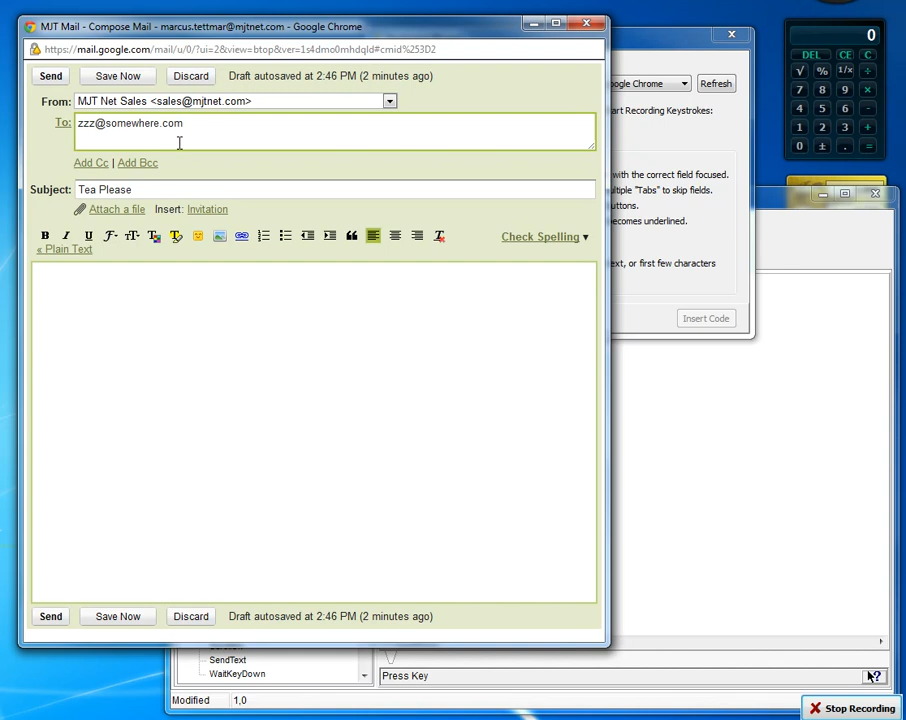 MJT Mail - Compose Mail - marcus.tettmar@mjtnet.com - Google Chrome
https://mail.google.com/mail/u/0/?ui=2&view=btop&ver=1s4dmo0mhdqld#cmid%253D2
Send Save Now Discard Draft autosaved at 2:46 PM (2 minutes ago)
From: MJT Net Sales <sales@mjtnet.com>
To: zzz@somewhere.com
Add Cc | Add Bcc
Subject: Tea Please
Attach a file Insert: Invitation
Check Spelling ▼
« Plain Text
Send Save Now Discard Draft autosaved at 2:46 PM (2 minutes ago)
ogle Chrome Refresh
rt Recording Keystrokes:
with the correct field focused.
ultiple "Tabs" to skip fields.
uttons.
ecomes underlined.
ext, or first few characters
Insert Code
0
DEL CE C
√ % 1/x ÷
7 8 9 ×
4 5 6 -
1 2 3 +
0 ± . =
SendText
WaitKeyDown
Press Key
Modified 1,0
Stop Recording